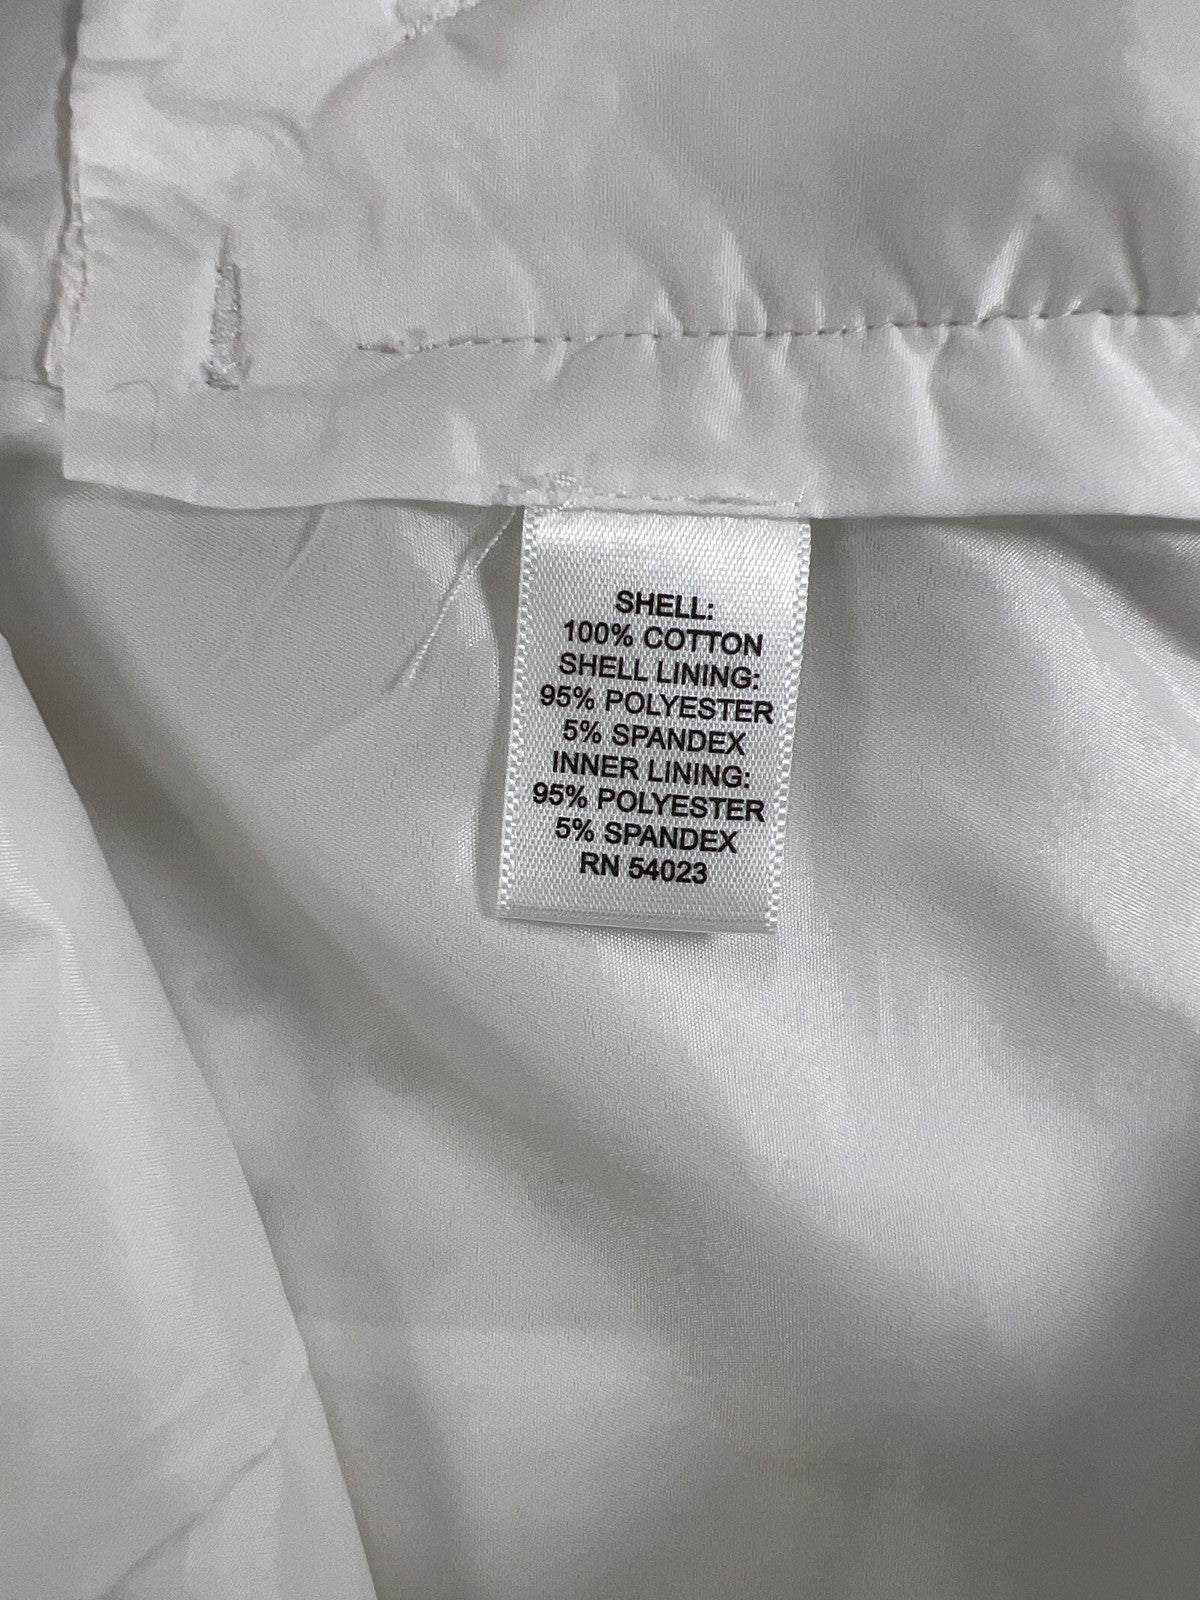 SHELL:
100% COTTON
SHELL LINING:
95% POLYESTER
5% SPANDEX
INNER LINING:
95% POLYESTER
5% SPANDEX
RN 54023